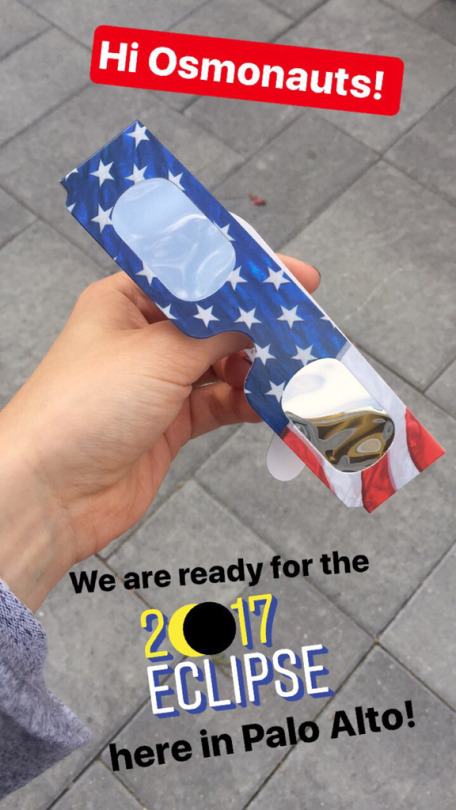 Hi Osmonauts!
We are ready for the
2017
ECLIPSE
here in Palo Alto!